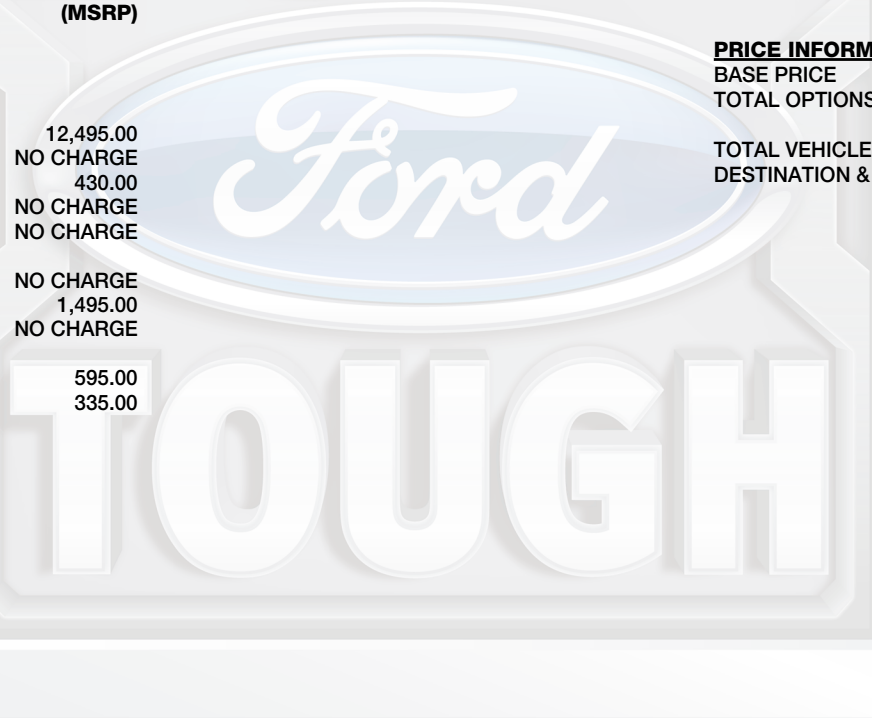 (MSRP)
12,495.00
NO CHARGE
430.00
NO CHARGE
NO CHARGE
NO CHARGE
1,495.00
NO CHARGE
595.00
335.00
PRICE INFORM
BASE PRICE
TOTAL OPTIONS
TOTAL VEHICLE
DESTINATION &
Ford
TOUGH